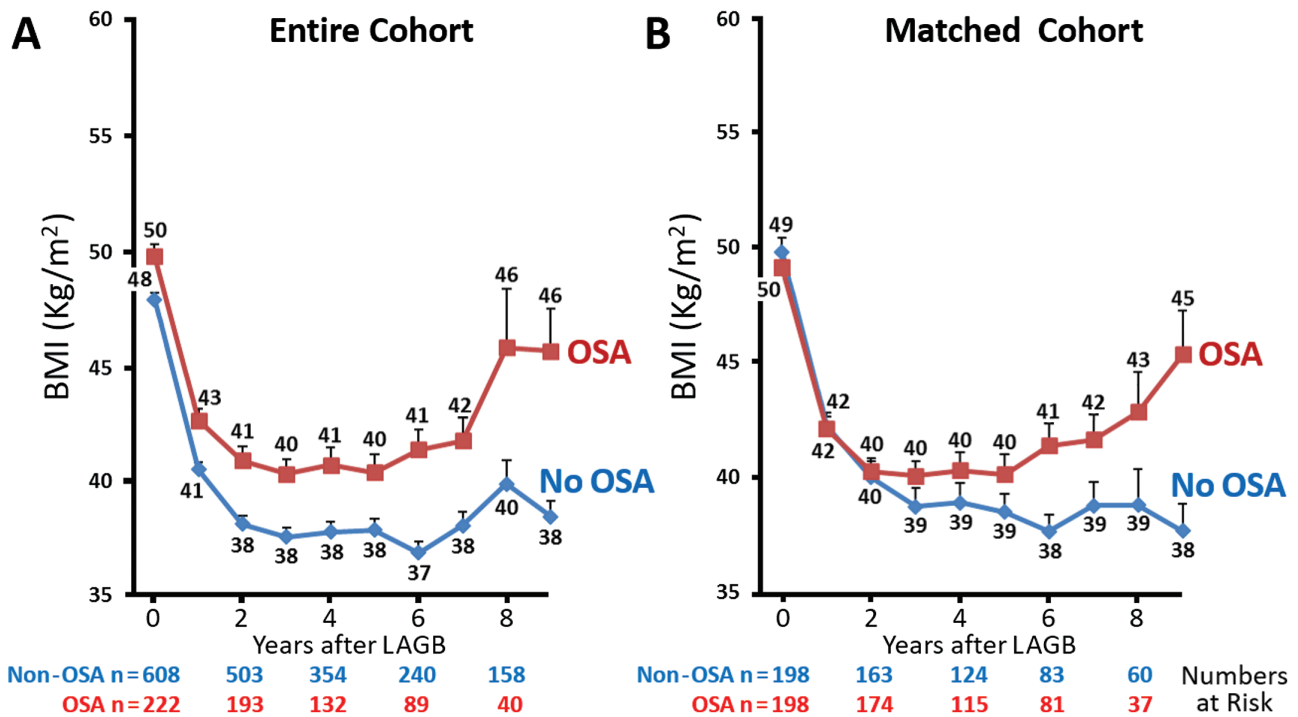 A
Entire Cohort
60
55
50
45
40
35
BMI (Kg/m²)
50
48
43
41
41
40
41
40
41
42
46
46
OSA
38
38
38
38
37
38
40
38
No OSA
0 2 4 6 8
Years after LAGB
Non-OSA n=608 503 354 240 158
OSA n=222 193 132 89 40
B
Matched Cohort
60
55
50
45
40
35
BMI (Kg/m²)
49
50
42
42
40
40
40
40
40
41
42
43
45
OSA
39
39
39
38
39
39
38
No OSA
0 2 4 6 8
Years after LAGB
Non-OSA n=198 163 124 83 60
OSA n=198 174 115 81 37
Numbers
at Risk